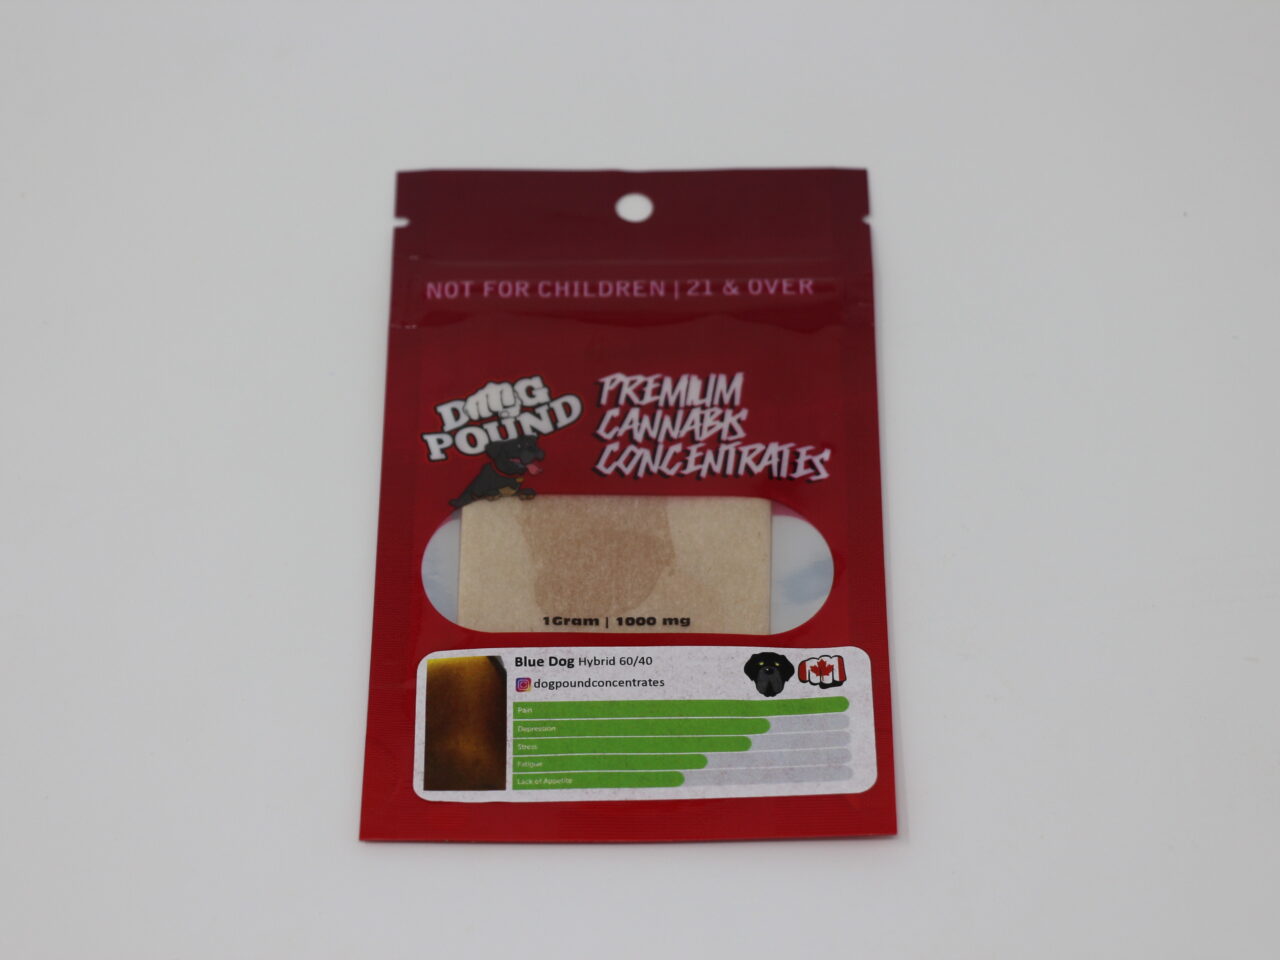 NOT FOR CHILDREN | 21 & OVER
DOG
POUND
PREMIUM
CANNABIS
CONCENTRATES
1Gram | 1000 mg
Blue Dog Hybrid 60/40
dogpoundconcentrates
Pain
Depression
Stress
Fatigue
Lack of Appetite